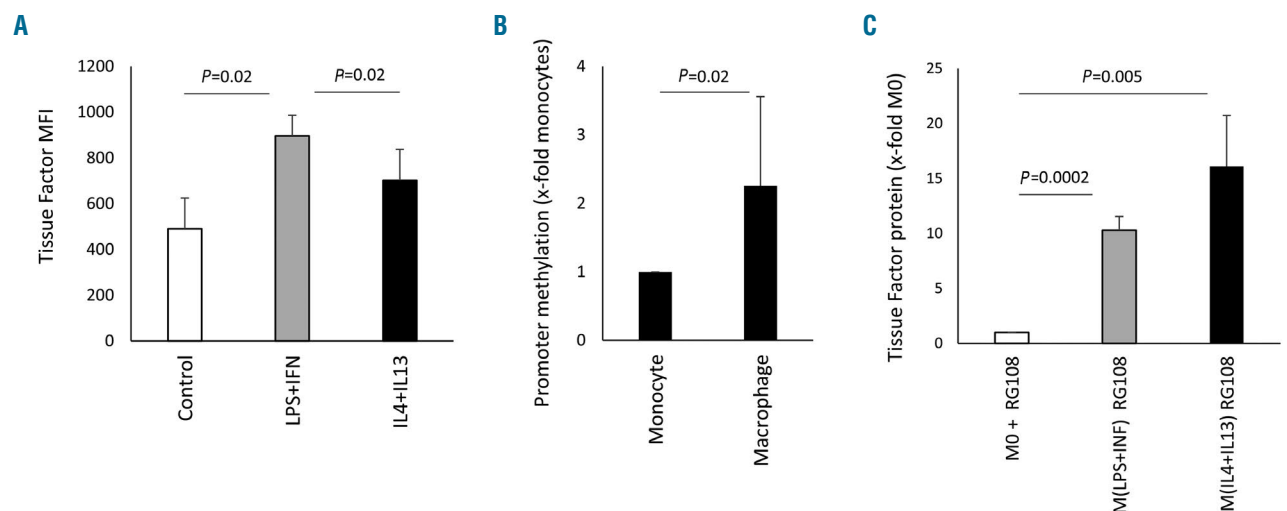 A
Tissue Factor MFI
1200
1000
800
600
400
200
0
P=0.02
P=0.02
Control
LPS+IFN
IL4+IL13
B
Promoter methylation (x-fold monocytes)
4
3
2
1
0
P=0.02
Monocyte
Macrophage
C
Tissue Factor protein (x-fold M0)
25
20
15
10
5
0
P=0.005
P=0.0002
M0 + RG108
M(LPS+INF) RG108
M(IL4+IL13) RG108